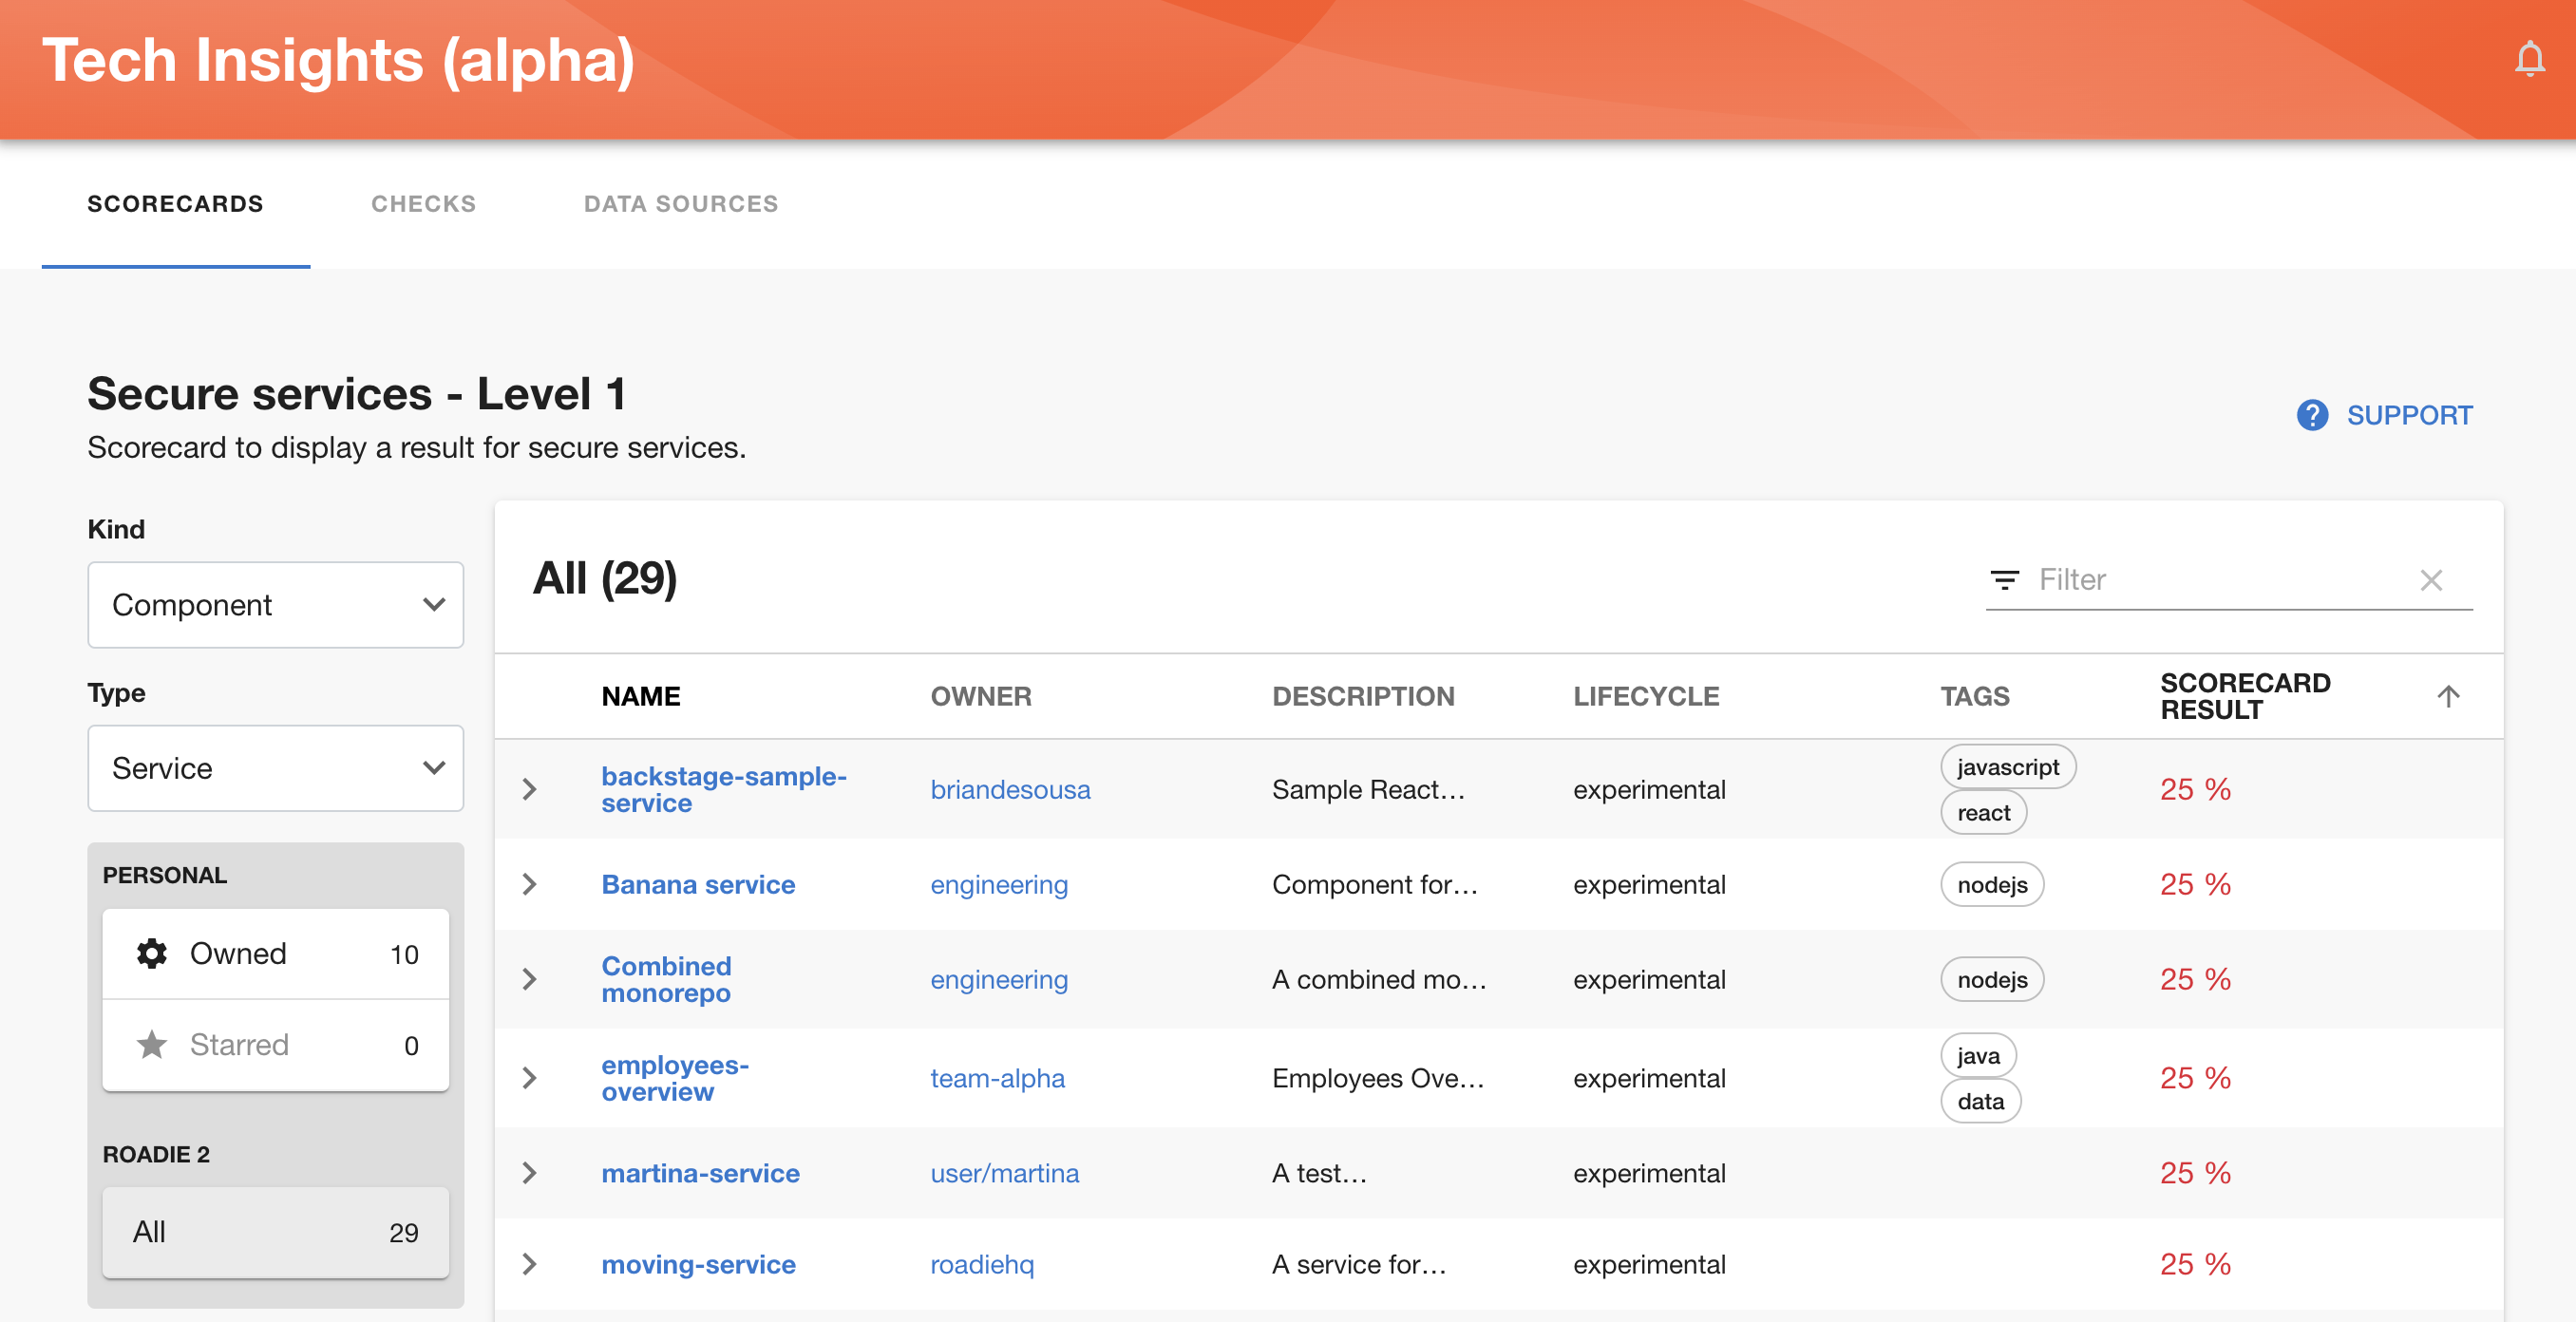 Tech Insights (alpha)
SCORECARDS CHECKS DATA SOURCES
Secure services - Level 1
Scorecard to display a result for secure services.
SUPPORT
Kind
Component
Type
Service
PERSONAL
Owned 10
Starred 0
ROADIE 2
All 29
All (29)
Filter
NAME OWNER DESCRIPTION LIFECYCLE TAGS SCORECARD
RESULT
backstage-sample-
service
briandesousa Sample React… experimental javascript
react
25 %
Banana service engineering Component for… experimental nodejs 25 %
Combined
monorepo
engineering A combined mo… experimental nodejs 25 %
employees-
overview
team-alpha Employees Ove… experimental java
data
25 %
martina-service user/martina A test… experimental 25 %
moving-service roadiehq A service for… experimental 25 %